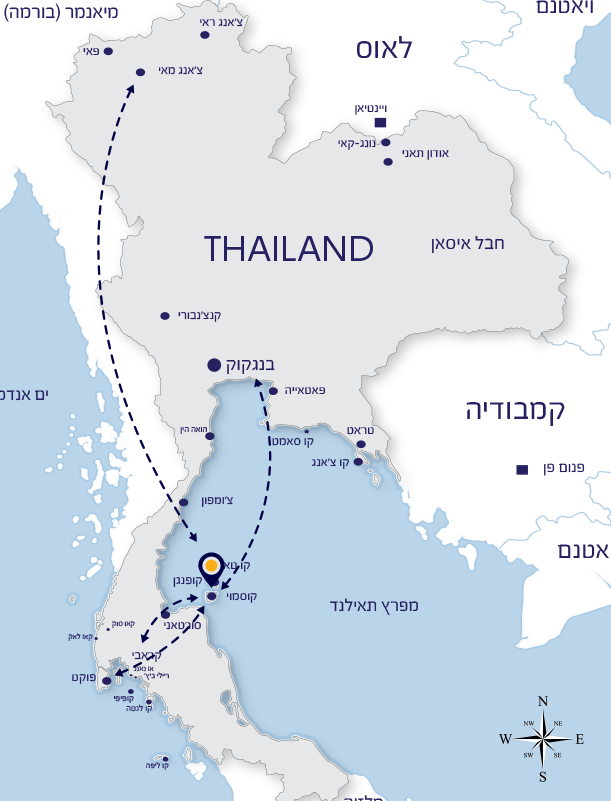 מיאנמר (בורמה)
ויאטנם
צ'אנג ראי
פאי
צ'אנג מאי
לאוס
ויינטיאן
נונג-קאי
אודון תאני
THAILAND
חבל איסאן
קנצ'נבורי
בנגקוק
פאטאייה
ים אנדמ
קמבודיה
הואה הין
קו סאמט
טראט
קו צ'אנג
פנום פן
צ'ומפון
אטנם
קו טאו
קופנגן
קוסמוי
מפרץ תאילנד
סורטאני
קאו סוק
קאו לאק
קראבי
או נאנג
ריילי ביץ'
פוקט
קופיפי
קו לנטה
קו ליפה
N
NW
NE
W
E
SW
SE
S
מלזיה